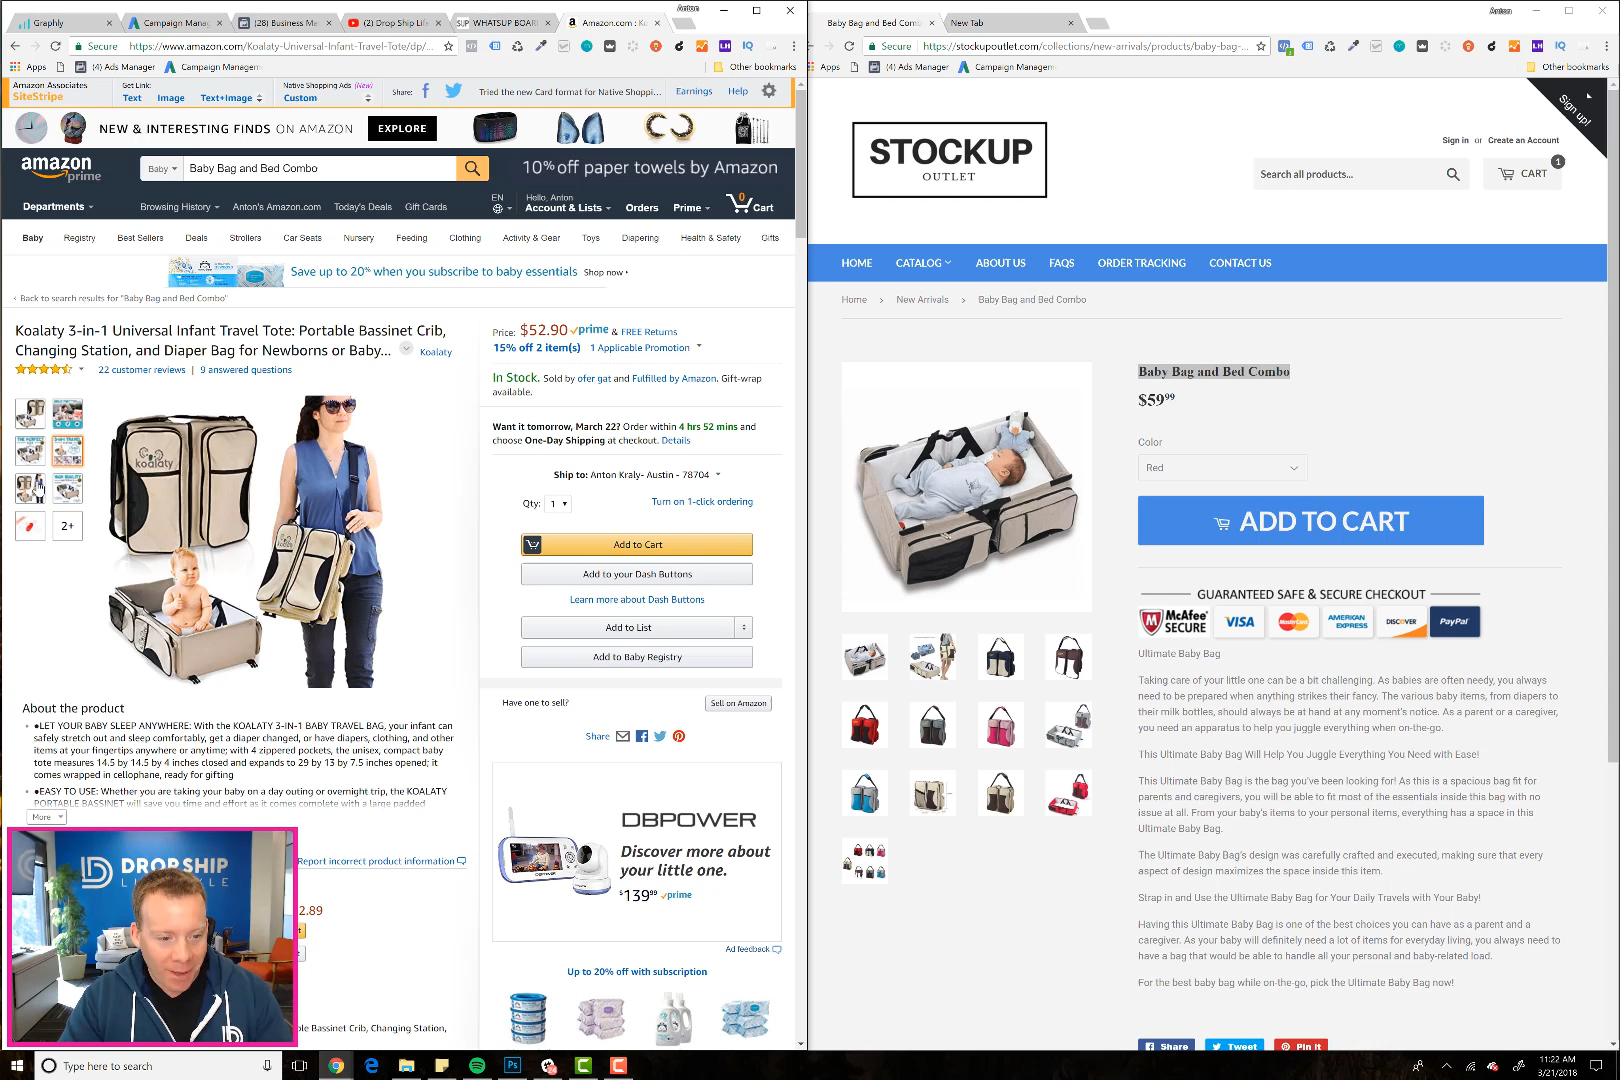 Graphly
Campaign Mana
(28) Business Ma
(2) Drop Ship Life
SUP WHATSUP BOAR
Amazon.com : Ko
Anton
Secure
https://www.amazon.com/Koalaty-Universal-Infant-Travel-Tote/dp/...
Apps
(4) Ads Manager
Campaign Managem
Other bookmarks
Amazon Associates
SiteStripe
Get Link:
Text Image Text+Image
Native Shopping Ads (New)
Custom
Share:
Tried the new Card format for Native Shoppi...
Earnings
Help
NEW & INTERESTING FINDS ON AMAZON
EXPLORE
amazon
prime
Baby
Baby Bag and Bed Combo
10% off paper towels by Amazon
Departments
Browsing History Anton's Amazon.com Today's Deals Gift Cards
EN
Hello, Anton
Account & Lists
Orders
Prime
0
Cart
Baby Registry Best Sellers Deals Strollers Car Seats Nursery Feeding Clothing Activity & Gear Toys Diapering Health & Safety Gifts
Save up to 20% when you subscribe to baby essentials Shop now ›
‹ Back to search results for "Baby Bag and Bed Combo"
Koalaty 3-in-1 Universal Infant Travel Tote: Portable Bassinet Crib,
Changing Station, and Diaper Bag for Newborns or Baby...
Koalaty
22 customer reviews | 9 answered questions
2+
koalaty
Price: $52.90 prime & FREE Returns
15% off 2 item(s) 1 Applicable Promotion
In Stock. Sold by ofer gat and Fulfilled by Amazon. Gift-wrap
available.
Want it tomorrow, March 22? Order within 4 hrs 52 mins and
choose One-Day Shipping at checkout. Details
Ship to: Anton Kraly- Austin - 78704
Qty: 1
Turn on 1-click ordering
Add to Cart
Add to your Dash Buttons
Learn more about Dash Buttons
Add to List
Add to Baby Registry
Have one to sell?
Sell on Amazon
Share
About the product
●LET YOUR BABY SLEEP ANYWHERE: With the KOALATY 3-IN-1 BABY TRAVEL BAG, your infant can
safely stretch out and sleep comfortably, get a diaper changed, or have diapers, clothing, and other
items at your fingertips anywhere or anytime; with 4 zippered pockets, the unisex, compact baby
tote measures 14.5 by 14.5 by 4 inches closed and expands to 29 by 13 by 7.5 inches opened; it
comes wrapped in cellophane, ready for gifting
●EASY TO USE: Whether you are taking your baby on a day outing or overnight trip, the KOALATY
PORTABLE BASSINET will save you time and effort as it comes complete with a large padded
More
Report incorrect product information
2.89
ble Bassinet Crib, Changing Station,
DROPSHIP
DBPOWER
Discover more about
your little one.
$139.99 prime
Ad feedback
Up to 20% off with subscription
Baby Bag and Bed Comb
New Tab
Anton
Secure
https://stockupoutlet.com/collections/new-arrivals/products/baby-bag-...
Apps
(4) Ads Manager
Campaign Managem
Other bookmarks
Sign up!
STOCKUP
OUTLET
Sign in or Create an Account
Search all products...
CART
1
HOME CATALOG ABOUT US FAQS ORDER TRACKING CONTACT US
Home › New Arrivals › Baby Bag and Bed Combo
Baby Bag and Bed Combo
$59.99
Color
Red
ADD TO CART
GUARANTEED SAFE & SECURE CHECKOUT
McAfee SECURE
VISA
MasterCard
AMERICAN EXPRESS
DISCOVER
PayPal
Ultimate Baby Bag
Taking care of your little one can be a bit challenging. As babies are often needy, you always
need to be prepared when anything strikes their fancy. The various baby items, from diapers to
their milk bottles, should always be at hand at any moment's notice. As a parent or a caregiver,
you need an apparatus to help you juggle everything when on-the-go.
This Ultimate Baby Bag Will Help You Juggle Everything You Need with Ease!
This Ultimate Baby Bag is the bag you've been looking for! As this is a spacious bag fit for
parents and caregivers, you will be able to fit most of the essentials inside this bag with no
issue at all. From your baby's items to your personal items, everything has a space in this
Ultimate Baby Bag.
The Ultimate Baby Bag's design was carefully crafted and executed, making sure that every
aspect of design maximizes the space inside this item.
Strap in and Use the Ultimate Baby Bag for Your Daily Travels with Your Baby!
Having this Ultimate Baby Bag is one of the best choices you can have as a parent and a
caregiver. As your baby will definitely need a lot of items for everyday living, you always need to
have a bag that would be able to handle all your personal and baby-related load.
For the best baby bag while on-the-go, pick the Ultimate Baby Bag now!
Share
Tweet
Pin it
Type here to search
11:22 AM
3/21/2018